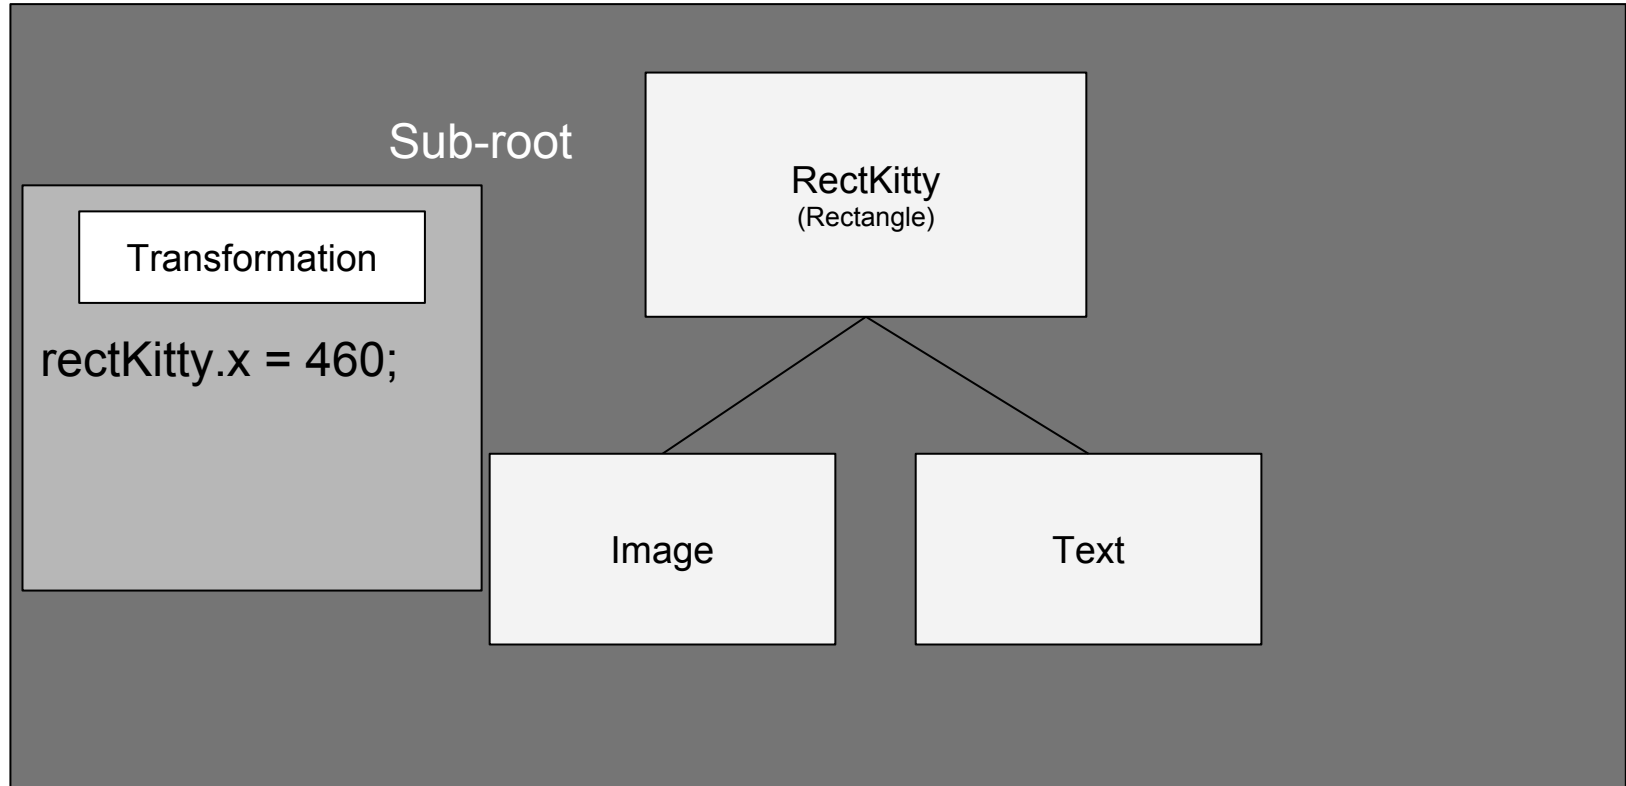 Sub-root
RectKitty
(Rectangle)
Transformation
rectKitty.x = 460;
Image
Text